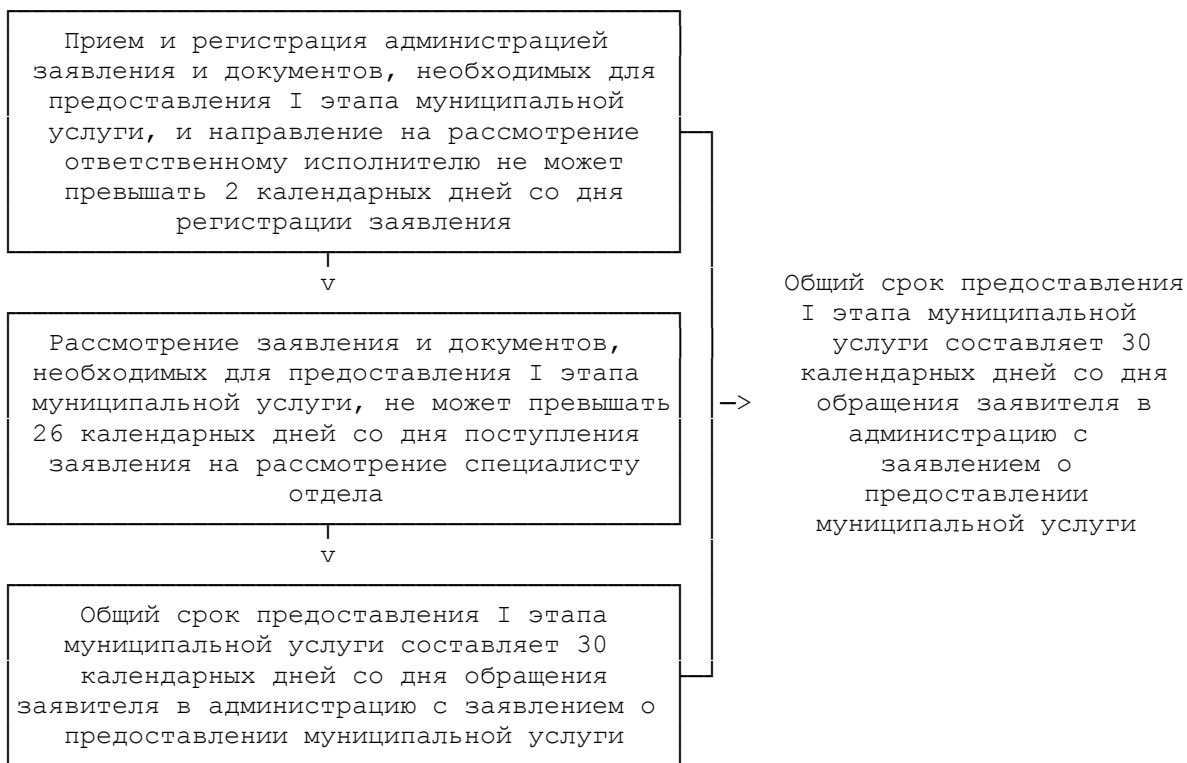 Прием и регистрация администрацией
заявления и документов, необходимых для
предоставления I этапа муниципальной
услуги, и направление на рассмотрение
ответственному исполнителю не может
превышать 2 календарных дней со дня
регистрации заявления
v
Рассмотрение заявления и документов,
необходимых для предоставления I этапа
муниципальной услуги, не может превышать
26 календарных дней со дня поступления
заявления на рассмотрение специалисту
отдела
v
Общий срок предоставления I этапа
муниципальной услуги составляет 30
календарных дней со дня обращения
заявителя в администрацию с заявлением о
предоставлении муниципальной услуги
Общий срок предоставления
I этапа муниципальной
услуги составляет 30
календарных дней со дня
обращения заявителя в
администрацию с
заявлением о
предоставлении
муниципальной услуги